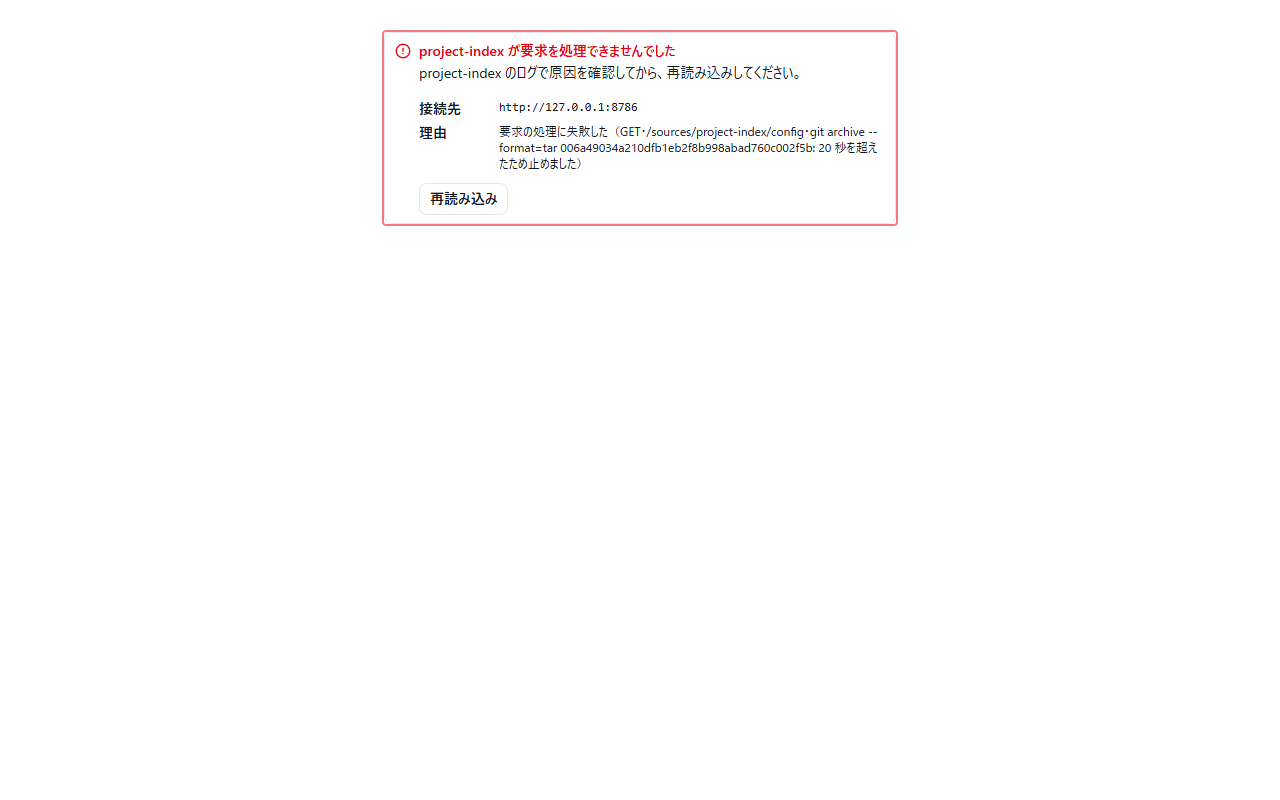 project-index が要求を処理できませんでした
project-index のログで原因を確認してから、再読み込みしてください。
接続先 http://127.0.0.1:8786
理由 要求の処理に失敗した（GET・/sources/project-index/config・git archive --
format=tar 006a49034a210dfb1eb2f8b998abad760c002f5b: 20 秒を超え
たため止めました）
再読み込み